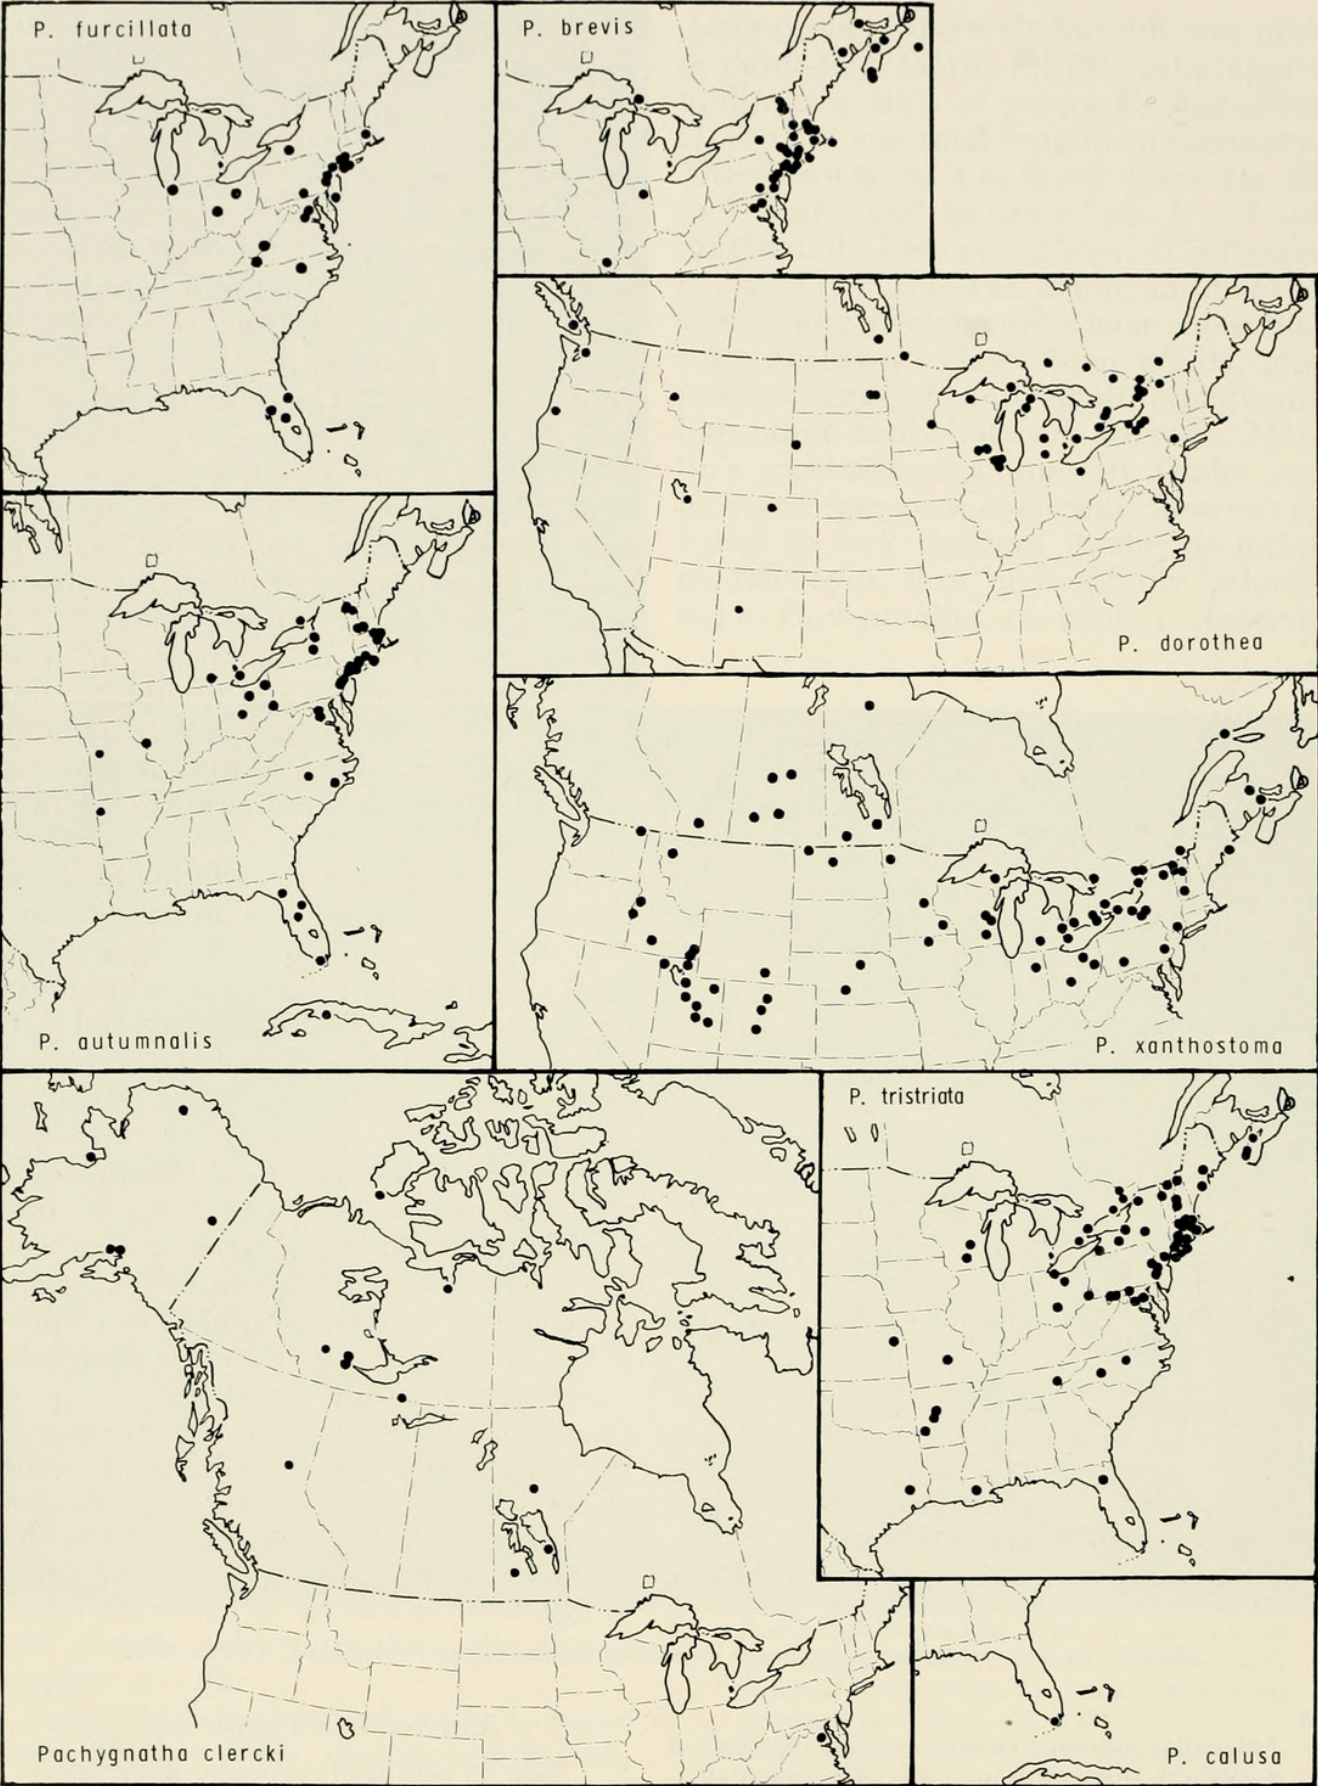 P. furcillata
P. brevis
P. dorothea
P. autumnalis
P. xanthostoma
P. tristriata
Pachygnatha clercki
P. calusa